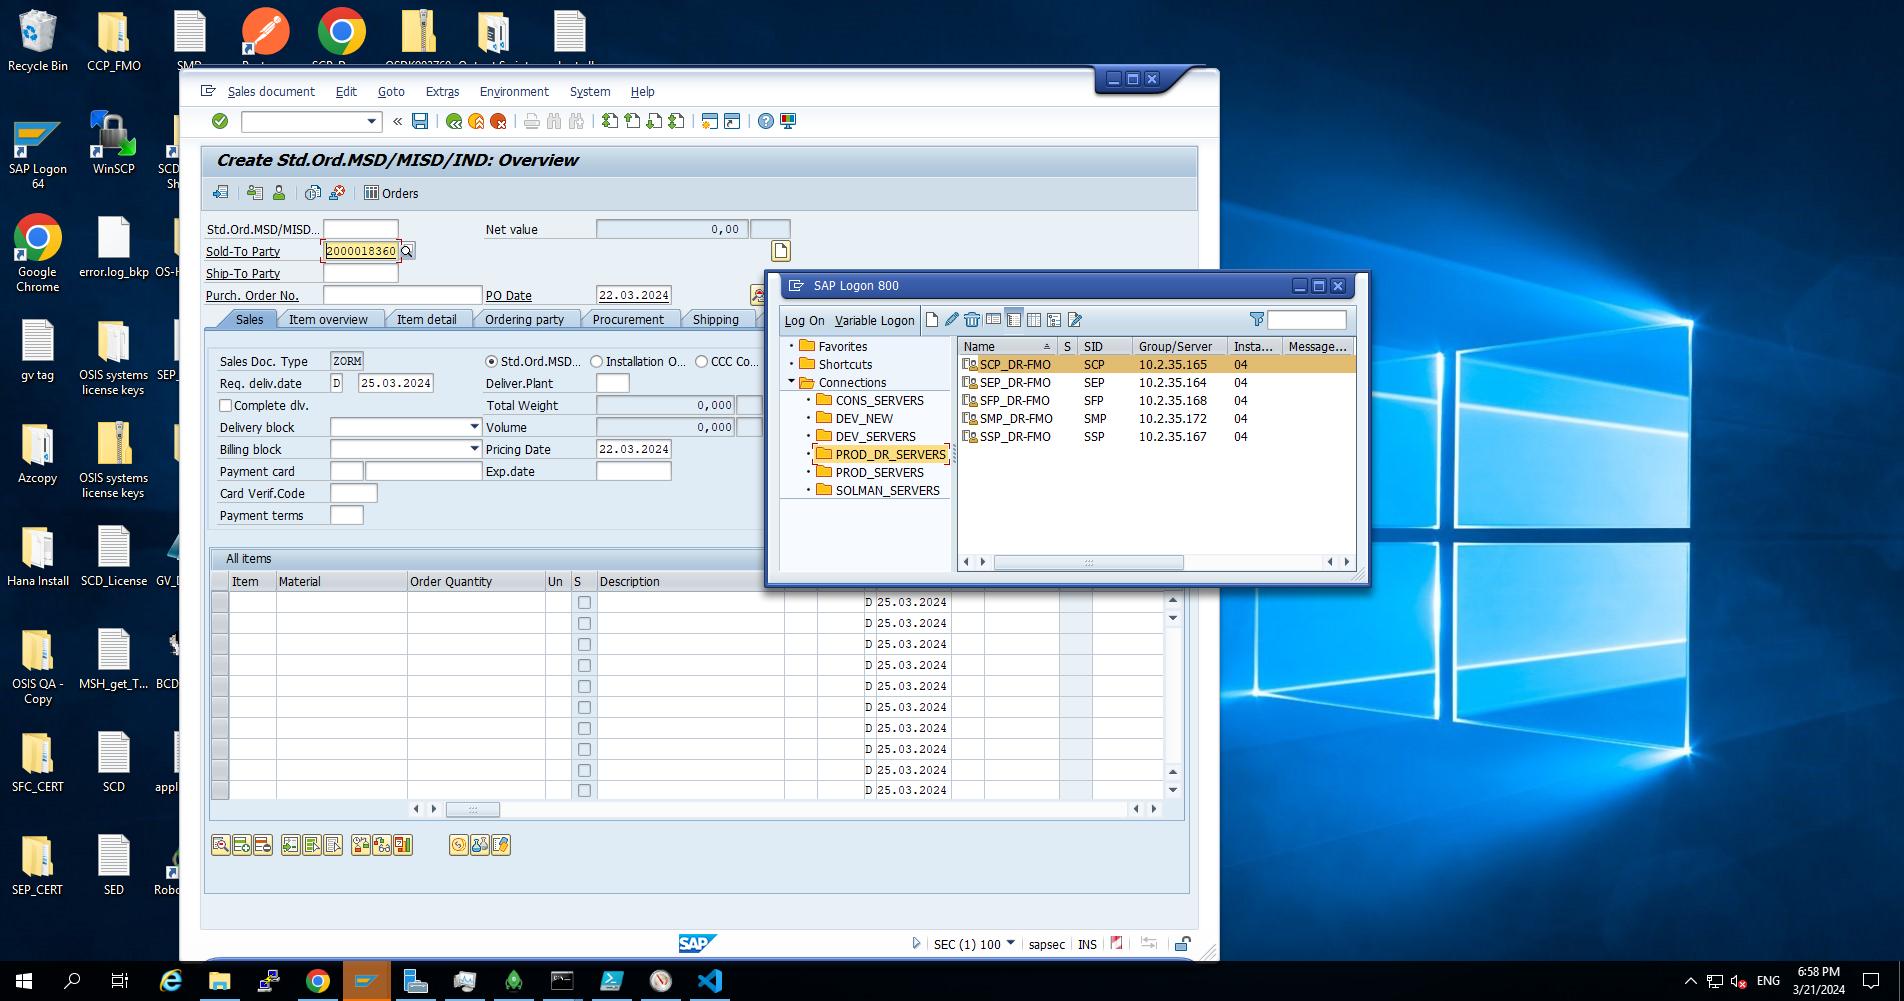 Recycle Bin
CCP_FMO
SAP Logon 64
WinSCP
Google Chrome
error.log_bkp
gv tag
OSIS systems license keys
Azcopy
OSIS systems license keys
Hana Install
SCD_License
OSIS QA - Copy
MSH_get_T...
SFC_CERT
SCD
SEP_CERT
SED
Sales document Edit Goto Extras Environment System Help
Create Std.Ord.MSD/MISD/IND: Overview
Orders
Std.Ord.MSD/MISD... Net value 0,00
Sold-To Party 2000018360
Ship-To Party
Purch. Order No. PO Date 22.03.2024
Sales Item overview Item detail Ordering party Procurement Shipping
Sales Doc. Type ZORM Std.Ord.MSD... Installation O... CCC Co...
Req. deliv.date D 25.03.2024 Deliver.Plant
Complete dlv. Total Weight 0,000
Delivery block Volume 0,000
Billing block Pricing Date 22.03.2024
Payment card Exp.date
Card Verif.Code
Payment terms
All items
Item Material Order Quantity Un S Description
D 25.03.2024
D 25.03.2024
D 25.03.2024
D 25.03.2024
D 25.03.2024
D 25.03.2024
D 25.03.2024
D 25.03.2024
D 25.03.2024
D 25.03.2024
SAP SEC (1) 100 sapsec INS
SAP Logon 800
Log On Variable Logon
Favorites
Shortcuts
Connections
CONS_SERVERS
DEV_NEW
DEV_SERVERS
PROD_DR_SERVERS
PROD_SERVERS
SOLMAN_SERVERS
Name S SID Group/Server Insta... Message...
SCP_DR-FMO SCP 10.2.35.165 04
SEP_DR-FMO SEP 10.2.35.164 04
SFP_DR-FMO SFP 10.2.35.168 04
SMP_DR-FMO SMP 10.2.35.172 04
SSP_DR-FMO SSP 10.2.35.167 04
ENG
6:58 PM
3/21/2024